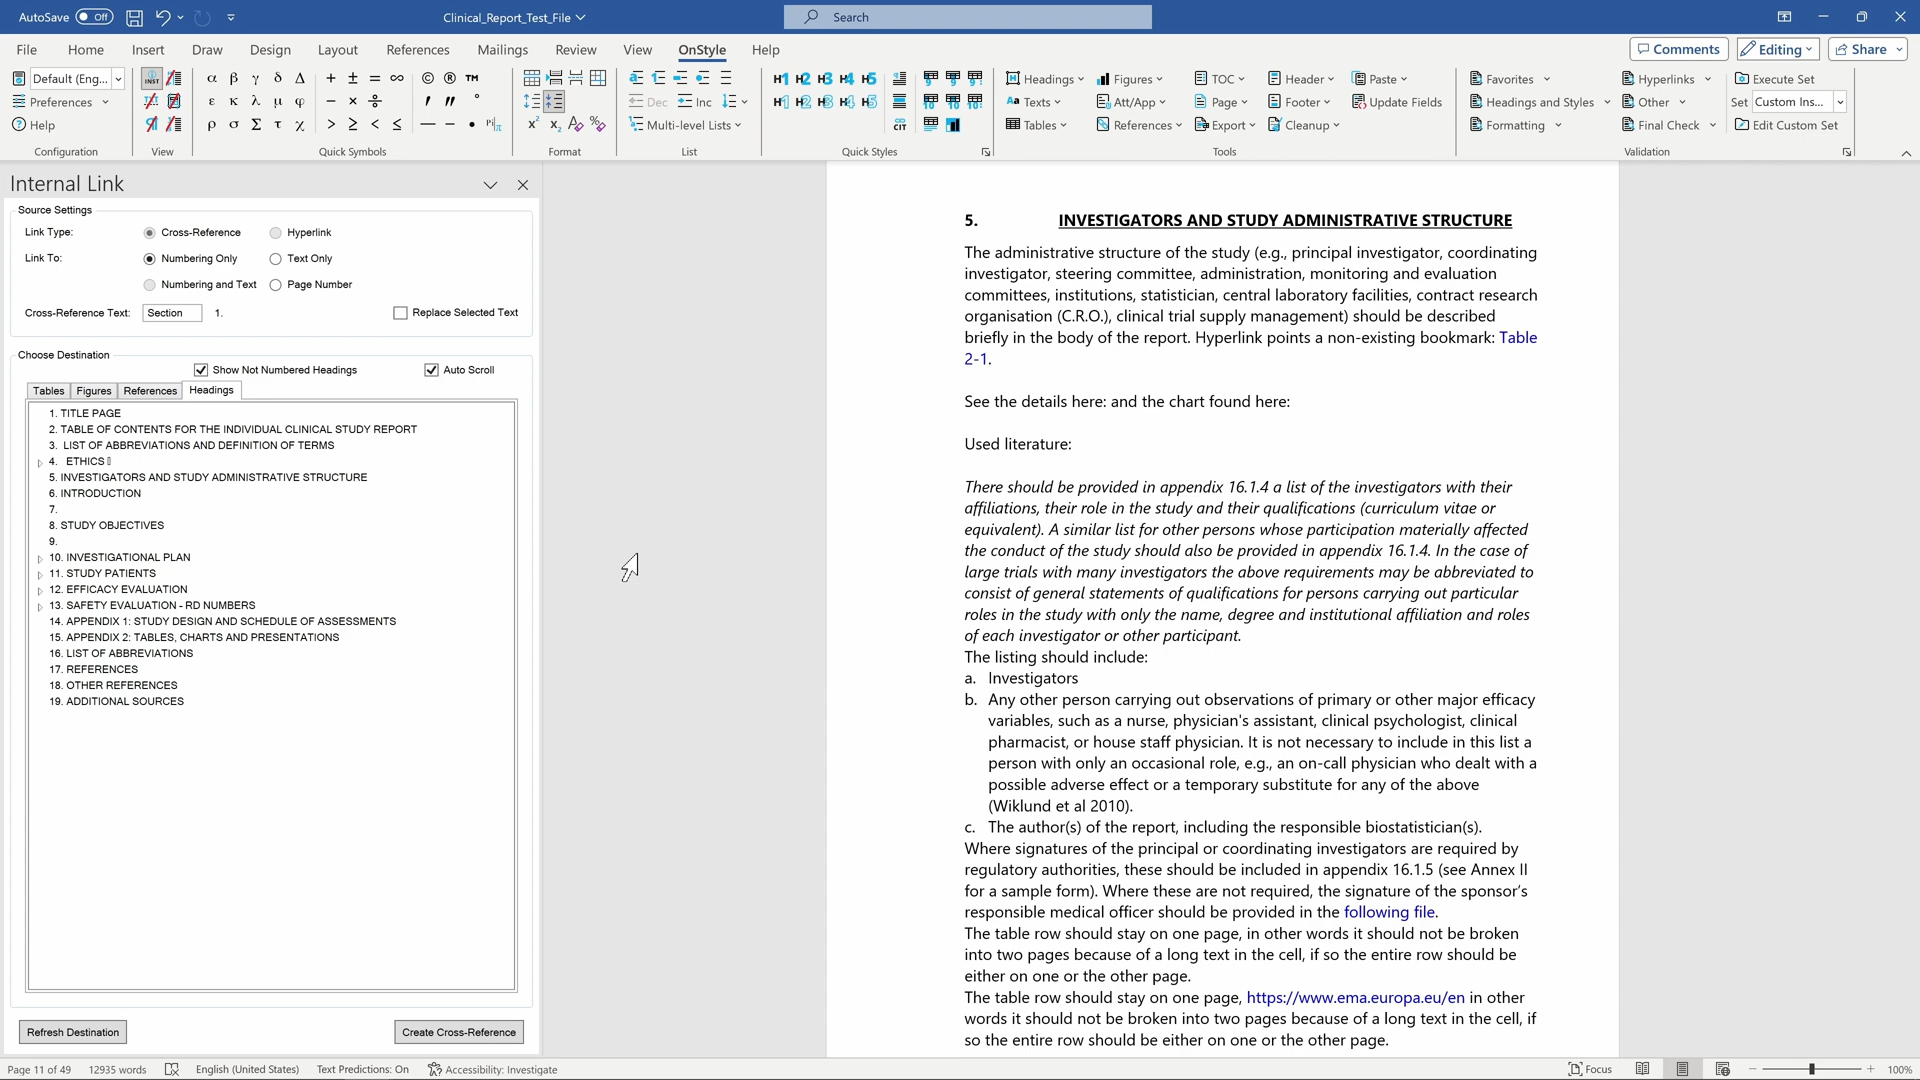 AutoSave Off
Clinical_Report_Test_File
Search
File Home Insert Draw Design Layout References Mailings Review View OnStyle Help
Comments Editing Share
Default (Eng...
Preferences
Help
Configuration
INST
View
α β γ δ Δ + ± = ∞ © ® ™
ε κ λ μ φ − × ÷ ′ ″ °
ρ σ Σ τ χ > ≥ < ≤ — – •
Quick Symbols
x² x₂
Format
Dec Inc
Multi-level Lists
List
H1 H2 H3 H4 H5
H1 H2 H3 H4 H5
CIT
Quick Styles
Headings Figures TOC Header Paste
Texts Att/App Page Footer Update Fields
Tables References Export Cleanup
Tools
Favorites Hyperlinks Execute Set
Headings and Styles Other Set Custom Ins...
Formatting Final Check Edit Custom Set
Validation
Internal Link
Source Settings
Link Type: Cross-Reference Hyperlink
Link To: Numbering Only Text Only
Numbering and Text Page Number
Cross-Reference Text: Section 1. Replace Selected Text
Choose Destination
Show Not Numbered Headings Auto Scroll
Tables Figures References Headings
1. TITLE PAGE
2. TABLE OF CONTENTS FOR THE INDIVIDUAL CLINICAL STUDY REPORT
3. LIST OF ABBREVIATIONS AND DEFINITION OF TERMS
4. ETHICS
5. INVESTIGATORS AND STUDY ADMINISTRATIVE STRUCTURE
6. INTRODUCTION
7.
8. STUDY OBJECTIVES
9.
10. INVESTIGATIONAL PLAN
11. STUDY PATIENTS
12. EFFICACY EVALUATION
13. SAFETY EVALUATION - RD NUMBERS
14. APPENDIX 1: STUDY DESIGN AND SCHEDULE OF ASSESSMENTS
15. APPENDIX 2: TABLES, CHARTS AND PRESENTATIONS
16. LIST OF ABBREVIATIONS
17. REFERENCES
18. OTHER REFERENCES
19. ADDITIONAL SOURCES
Refresh Destination Create Cross-Reference
5. INVESTIGATORS AND STUDY ADMINISTRATIVE STRUCTURE
The administrative structure of the study (e.g., principal investigator, coordinating
investigator, steering committee, administration, monitoring and evaluation
committees, institutions, statistician, central laboratory facilities, contract research
organisation (C.R.O.), clinical trial supply management) should be described
briefly in the body of the report. Hyperlink points a non-existing bookmark: Table
2-1.
See the details here: and the chart found here:
Used literature:
There should be provided in appendix 16.1.4 a list of the investigators with their
affiliations, their role in the study and their qualifications (curriculum vitae or
equivalent). A similar list for other persons whose participation materially affected
the conduct of the study should also be provided in appendix 16.1.4. In the case of
large trials with many investigators the above requirements may be abbreviated to
consist of general statements of qualifications for persons carrying out particular
roles in the study with only the name, degree and institutional affiliation and roles
of each investigator or other participant.
The listing should include:
a. Investigators
b. Any other person carrying out observations of primary or other major efficacy
variables, such as a nurse, physician's assistant, clinical psychologist, clinical
pharmacist, or house staff physician. It is not necessary to include in this list a
person with only an occasional role, e.g., an on-call physician who dealt with a
possible adverse effect or a temporary substitute for any of the above
(Wiklund et al 2010).
c. The author(s) of the report, including the responsible biostatistician(s).
Where signatures of the principal or coordinating investigators are required by
regulatory authorities, these should be included in appendix 16.1.5 (see Annex II
for a sample form). Where these are not required, the signature of the sponsor's
responsible medical officer should be provided in the following file.
The table row should stay on one page, in other words it should not be broken
into two pages because of a long text in the cell, if so the entire row should be
either on one or the other page.
The table row should stay on one page, https://www.ema.europa.eu/en in other
words it should not be broken into two pages because of a long text in the cell, if
so the entire row should be either on one or the other page.
Page 11 of 49 12935 words English (United States) Text Predictions: On Accessibility: Investigate
Focus 100%